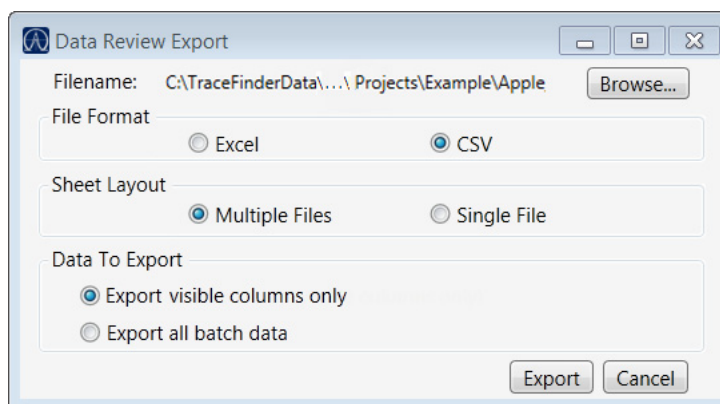 Data Review Export
Filename: C:\TraceFinderData\...\ Projects\Example\Apple Browse...
File Format
Excel CSV
Sheet Layout
Multiple Files Single File
Data To Export
Export visible columns only
Export all batch data
Export Cancel